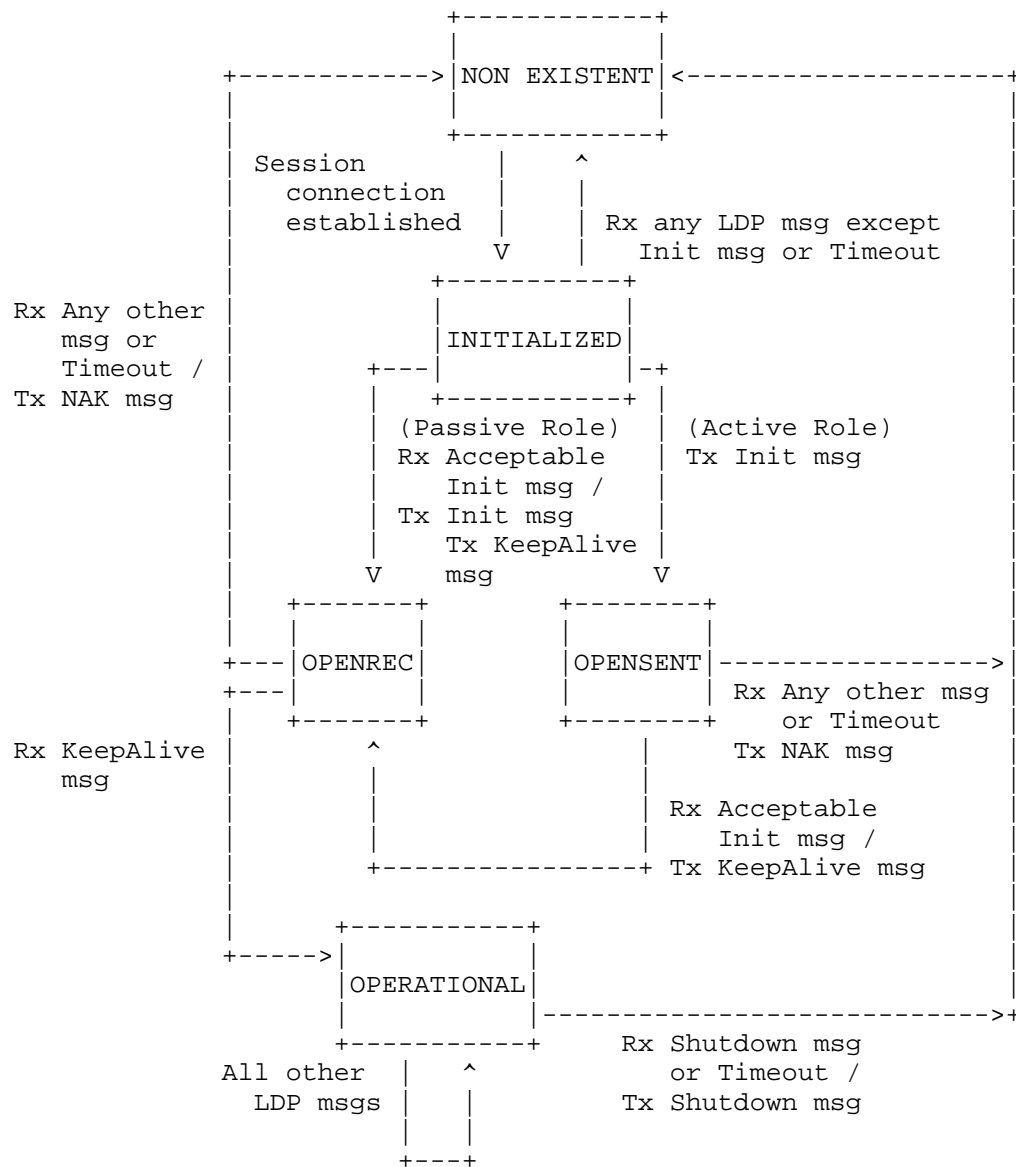 NON EXISTENT
Session
connection
established
Rx any LDP msg except
Init msg or Timeout
Rx Any other
msg or
Timeout /
Tx NAK msg
INITIALIZED
(Passive Role)
Rx Acceptable
Init msg /
Tx Init msg
Tx KeepAlive
msg
(Active Role)
Tx Init msg
OPENREC
OPENSENT
Rx Any other msg
or Timeout
Tx NAK msg
Rx KeepAlive
msg
Rx Acceptable
Init msg /
Tx KeepAlive msg
OPERATIONAL
Rx Shutdown msg
or Timeout /
Tx Shutdown msg
All other
LDP msgs